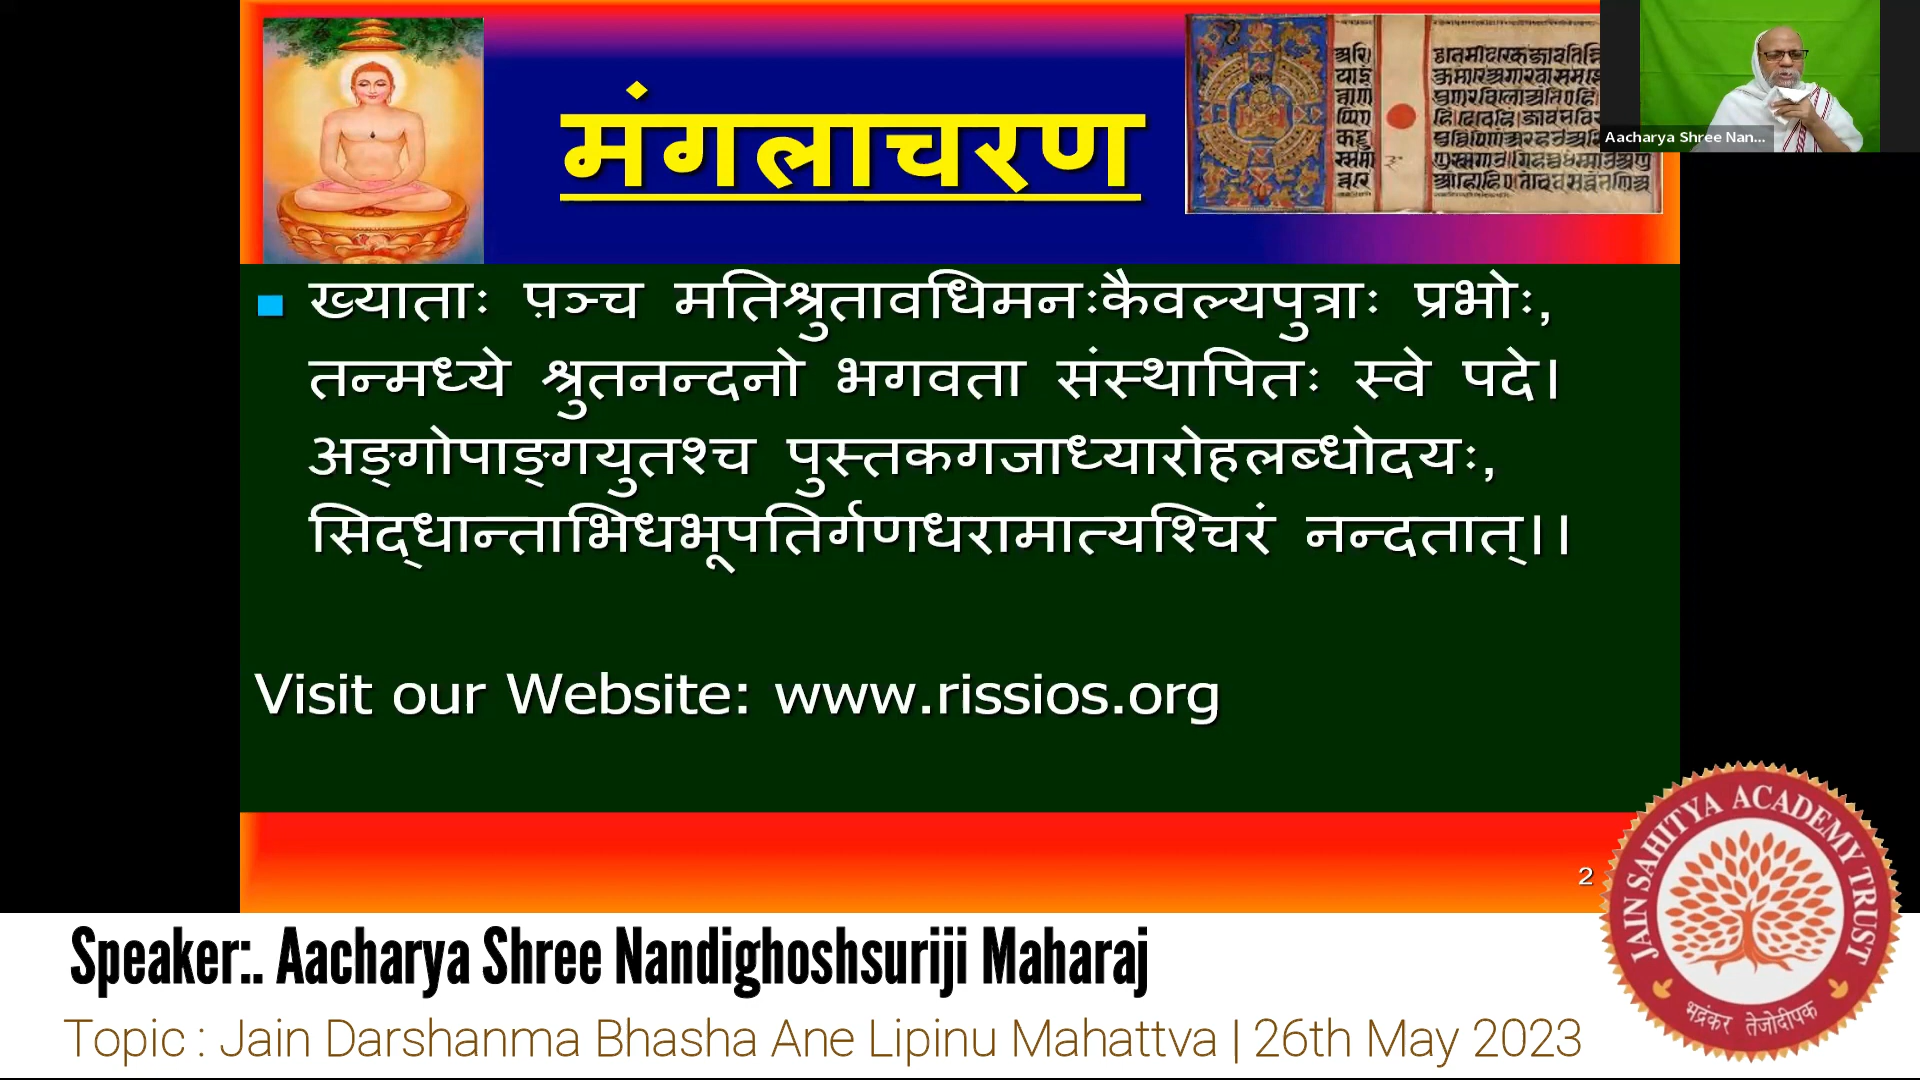 मंगलाचरण
Aacharya Shree Nan...
ख्याताः पञ्च मतिश्रुतावधिमनःकैवल्यपुत्राः प्रभोः,
तन्मध्ये श्रुतनन्दनो भगवता संस्थापितः स्वे पदे।
अङ्गोपाङ्गयुतश्च पुस्तकगजाध्यारोहलब्धोदयः,
सिद्धान्ताभिधभूपतिर्गणधरामात्यश्चिरं नन्दतात्।।
Visit our Website: www.rissios.org
2
JAIN SAHITYA ACADEMY TRUST
भद्रंकर तेजोदीपक
Speaker:. Aacharya Shree Nandighoshsuriji Maharaj
Topic : Jain Darshanma Bhasha Ane Lipinu Mahattva | 26th May 2023